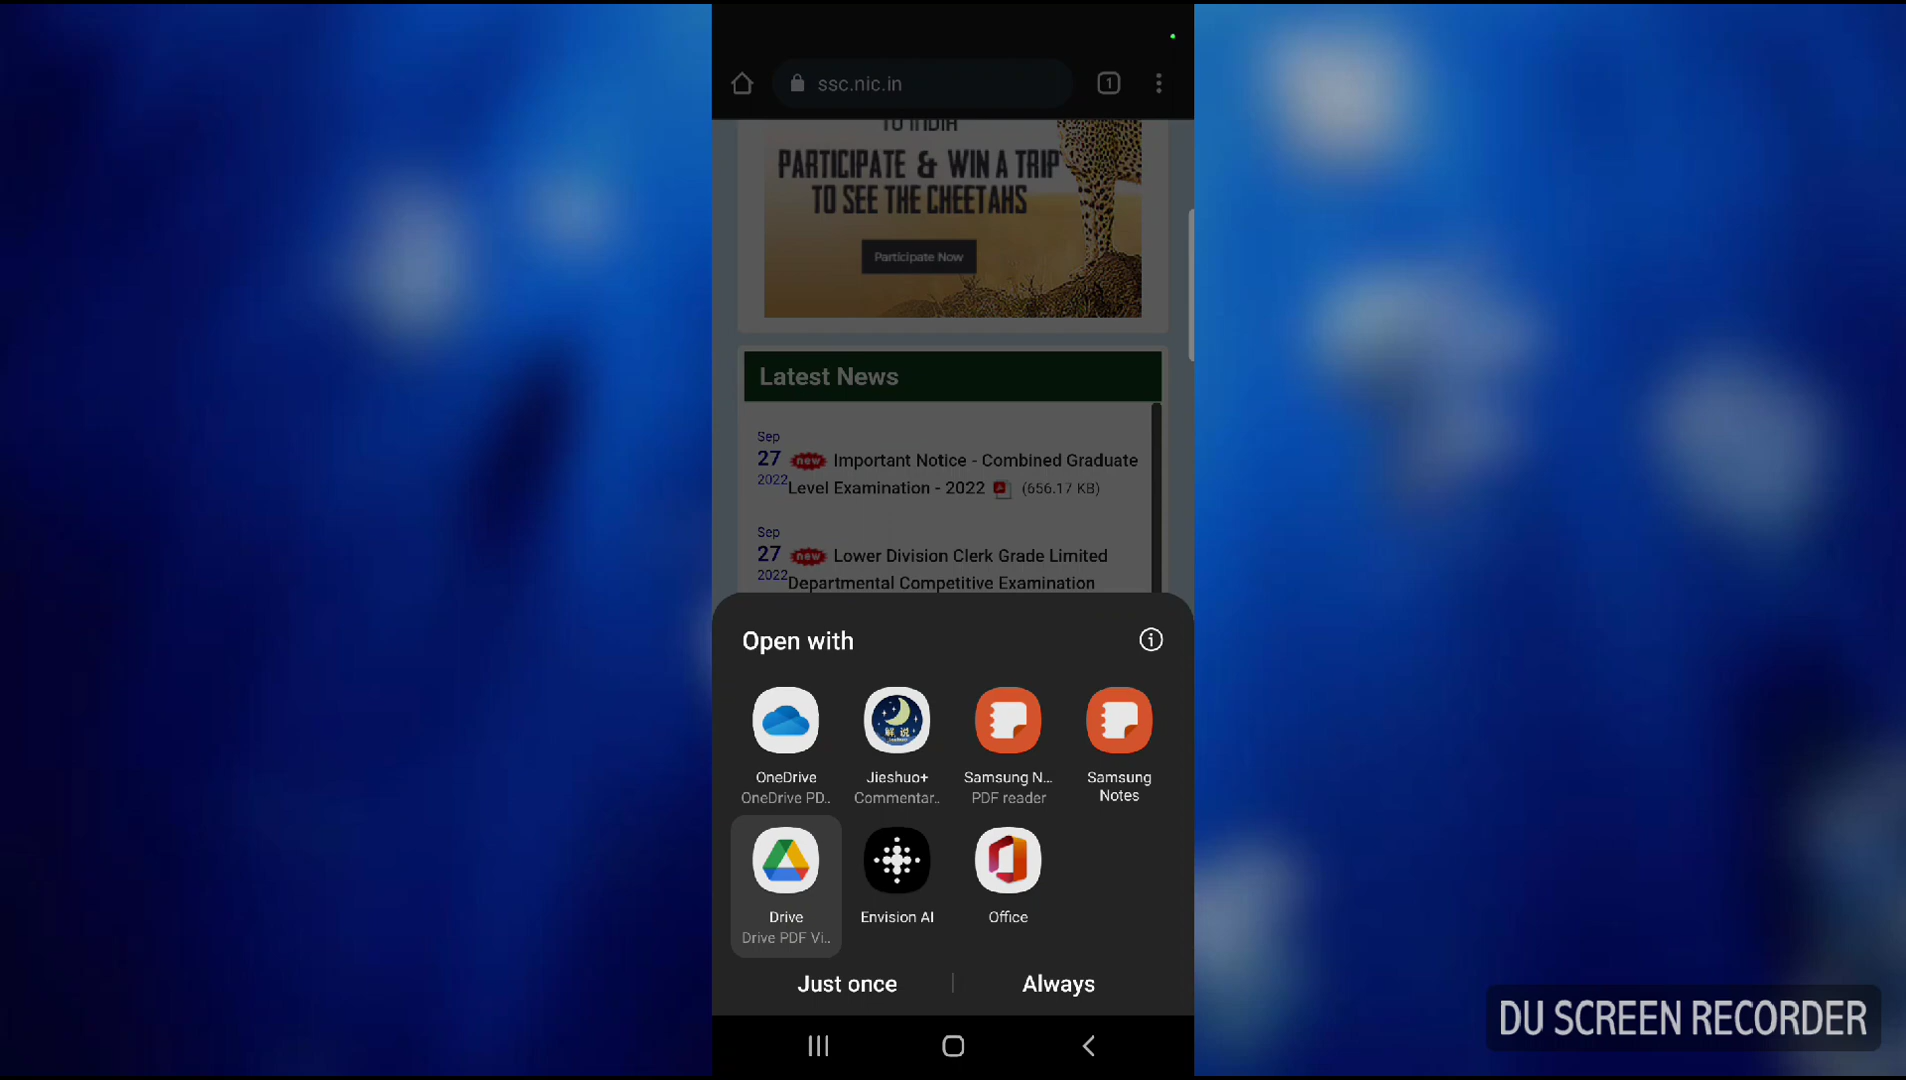 ssc.nic.in
1
TO INDIA
PARTICIPATE & WIN A TRIP
TO SEE THE CHEETAHS
Participate Now
Latest News
Sep
27
2022
new Important Notice - Combined Graduate
Level Examination - 2022 (656.17 KB)
Sep
27
2022
new Lower Division Clerk Grade Limited
Departmental Competitive Examination
Open with
OneDrive
OneDrive PD..
Jieshuo+
Commentar..
Samsung N...
PDF reader
Samsung
Notes
解说
Drive
Drive PDF Vi..
Envision AI
Office
Just once
Always
DU SCREEN RECORDER